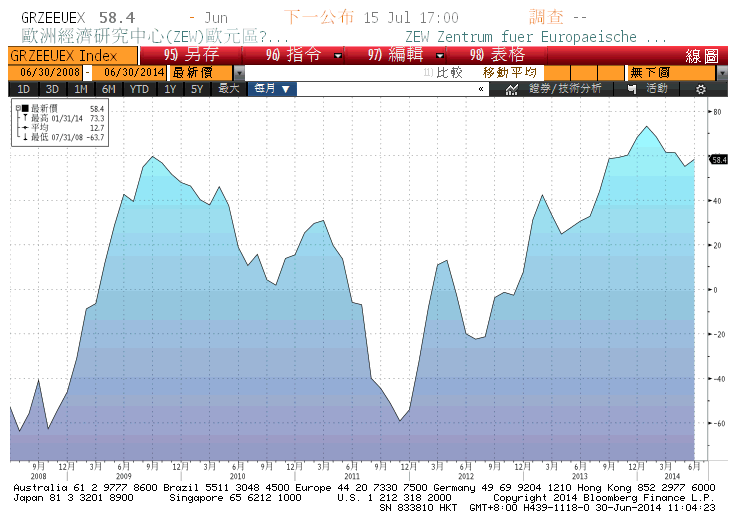 GRZEEUEX 58.4 - Jun 下一公布 15 Jul 17:00 調查 --
歐洲經濟研究中心(ZEW)歐元區?... ZEW Zentrum fuer Europaeische ...
GRZEEUEX Index 95) 另存 96) 指令 97) 編輯 98) 表格 線圖
06/30/2008 - 06/30/2014 最新價 11) 比較 移動平均 無下價
1D 3D 1M 6M YTD 1Y 5Y 最大 每月 ▼ « 證劵/技術分析 活動
最新價 58.4
最高 01/31/14 73.3
平均 12.7
最低 07/31/08 -63.7
80
58.4
40
20
0
-20
-40
-60
9月 12月 3月 6月 9月 12月 3月 6月 9月 12月 3月 6月 9月 12月 3月 6月 9月 12月 3月 6月 9月 12月 3月 6月
2008 2009 2010 2011 2012 2013 2014
Australia 61 2 9777 8600 Brazil 5511 3048 4500 Europe 44 20 7330 7500 Germany 49 69 9204 1210 Hong Kong 852 2977 6000
Japan 81 3 3201 8900 Singapore 65 6212 1000 U.S. 1 212 318 2000 Copyright 2014 Bloomberg Finance L.P.
SN 833810 HKT GMT+8:00 H439-1118-0 30-Jun-2014 11:04:23